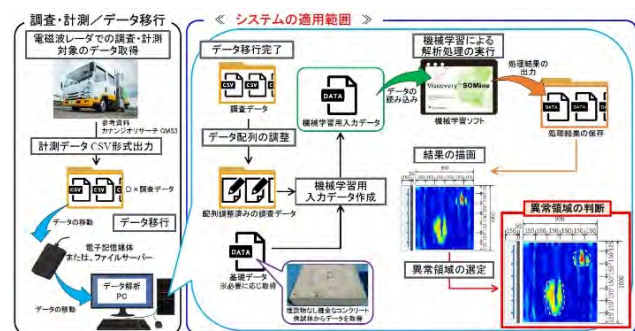 調査・計測／データ移行
電磁波レーダでの調査・計測
対象のデータ取得
参考資料
カナンジオリサーチ GMS3
計測データ CSV形式出力
CSV
CSV
CSV
□×調査データ
データの移動
データ移行
電子記憶媒体
または、ファイルサーバー
データの移動
データ解析
PC
≪ システムの適用範囲 ≫
データ移行完了
CSV
CSV
CSV
調査データ
データ配列の調整
配列調整済みの調査データ
DATA
基礎データ
※必要に応じ取得
埋設物なし健全なコンクリート
供試体からデータを取得
DATA
機械学習用入力データ
機械学習用
入力データ作成
データの
読み込み
機械学習による
解析処理の実行
Viscovery SOMine
機械学習ソフト
処理結果の
出力
DATA
DATA
DATA
処理結果の保存
結果の描画
異常領域の選定
異常領域の判断
900
150
150
150
150
150
1000